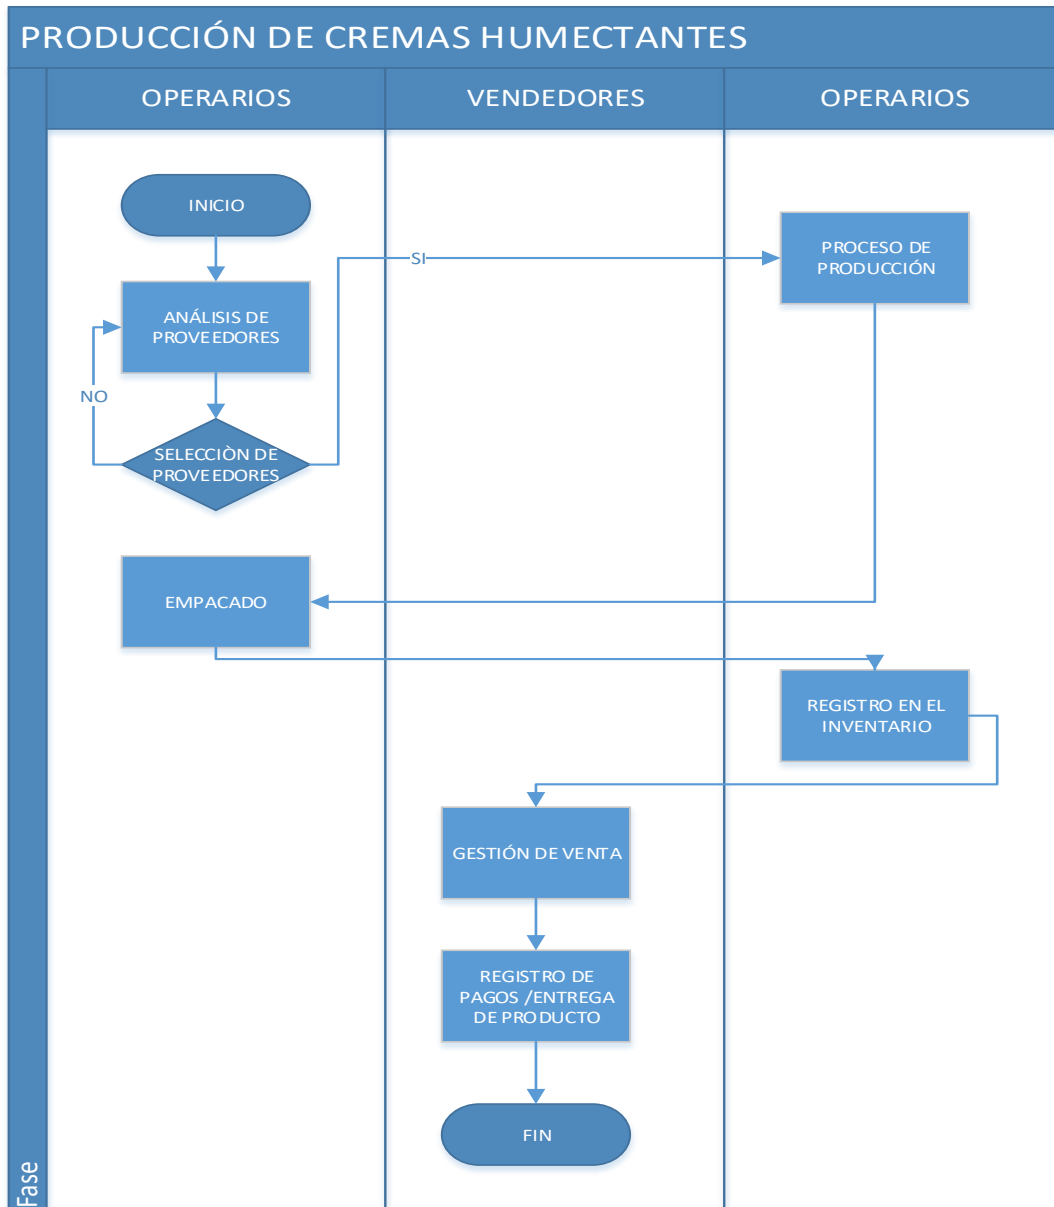 PRODUCCIÓN DE CREMAS HUMECTANTES
OPERARIOS
VENDEDORES
OPERARIOS
INICIO
PROCESO DE
PRODUCCIÓN
SI
ANÁLISIS DE
PROVEEDORES
NO
SELECCIÒN DE
PROVEEDORES
EMPACADO
REGISTRO EN EL
INVENTARIO
GESTIÓN DE VENTA
REGISTRO DE
PAGOS /ENTREGA
DE PRODUCTO
FIN
Fase